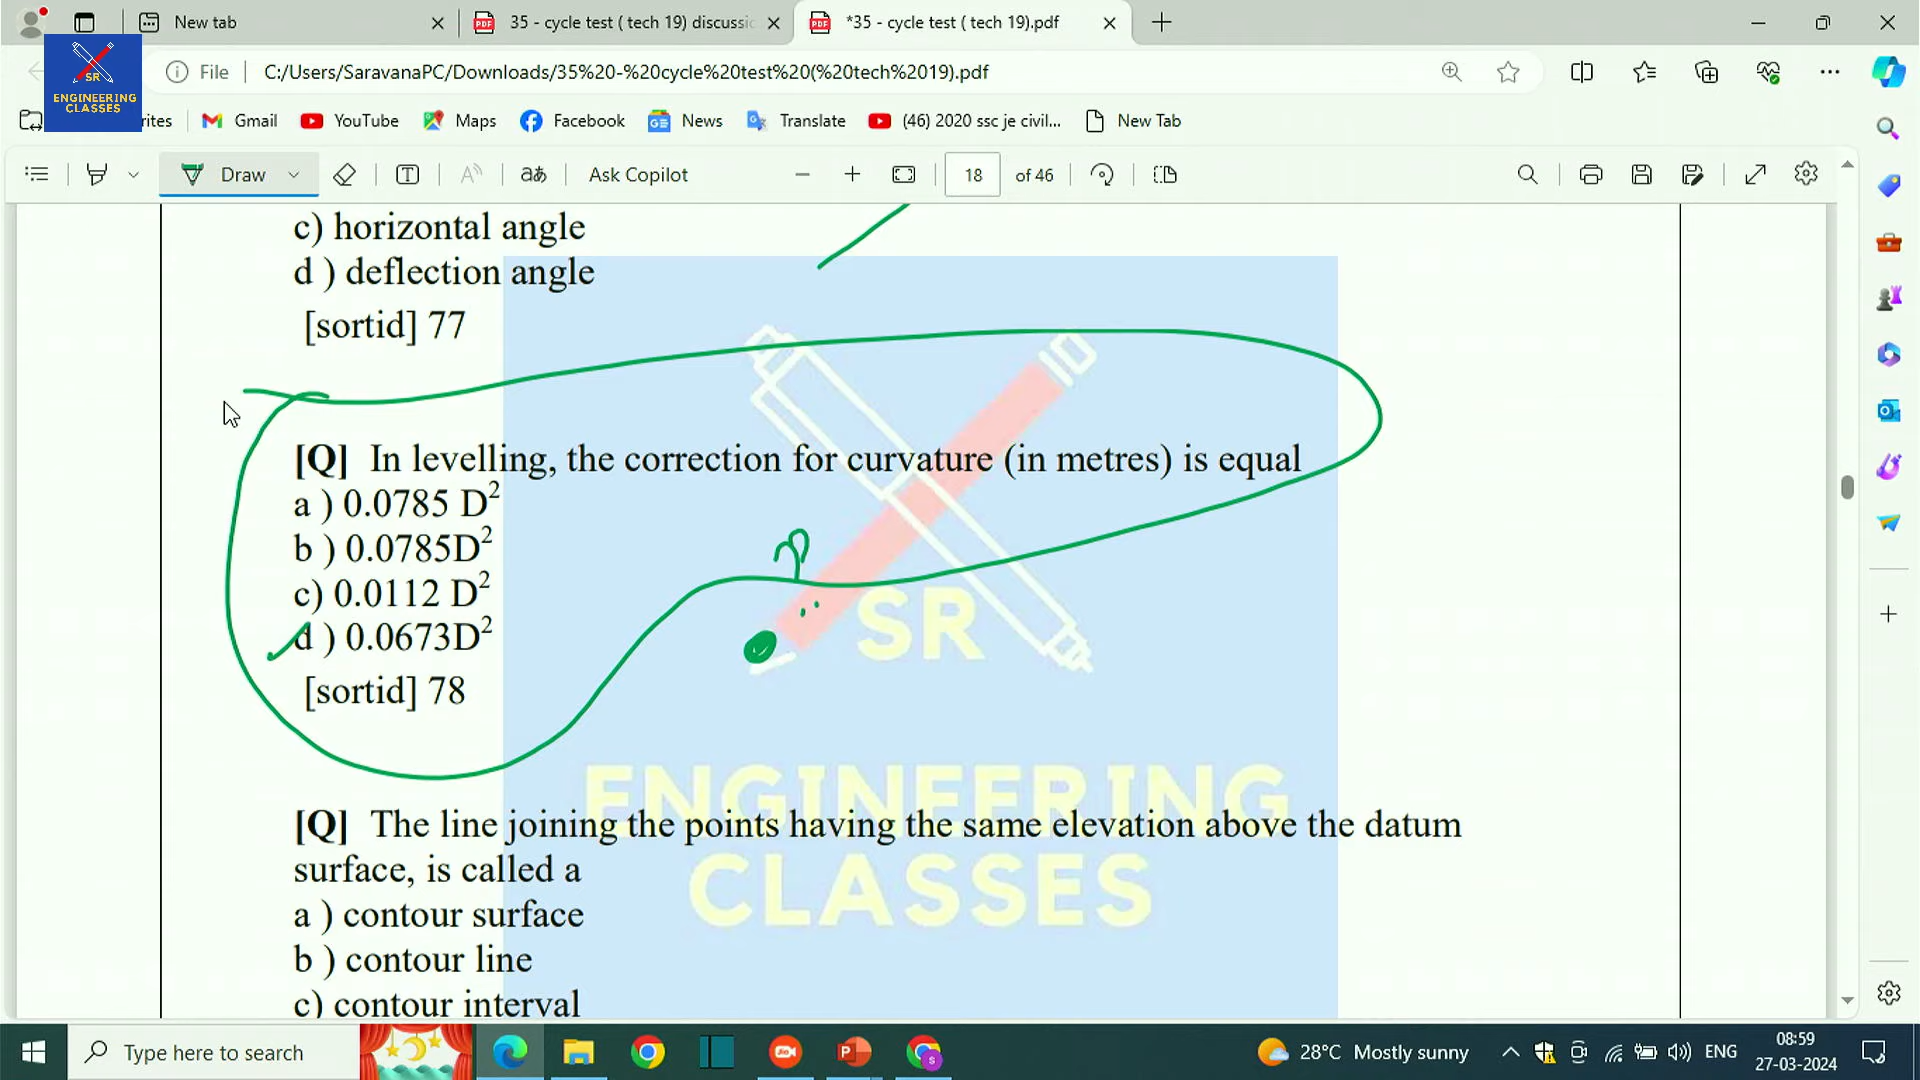 New tab
35 - cycle test ( tech 19) discussi
*35 - cycle test ( tech 19).pdf
File
C:/Users/SaravanaPC/Downloads/35%20-%20cycle%20test%20(%20tech%2019).pdf
SR
ENGINEERING
CLASSES
rites
Gmail
YouTube
Maps
Facebook
News
Translate
(46) 2020 ssc je civil...
New Tab
Draw
Ask Copilot
18
of 46
c) horizontal angle
d ) deflection angle
[sortid] 77
[Q] In levelling, the correction for curvature (in metres) is equal
a ) 0.0785 D²
b ) 0.0785D²
c) 0.0112 D²
d ) 0.0673D²
[sortid] 78
SR
ENGINEERING
CLASSES
[Q] The line joining the points having the same elevation above the datum
surface, is called a
a ) contour surface
b ) contour line
c) contour interval
Type here to search
28°C Mostly sunny
ENG
08:59
27-03-2024